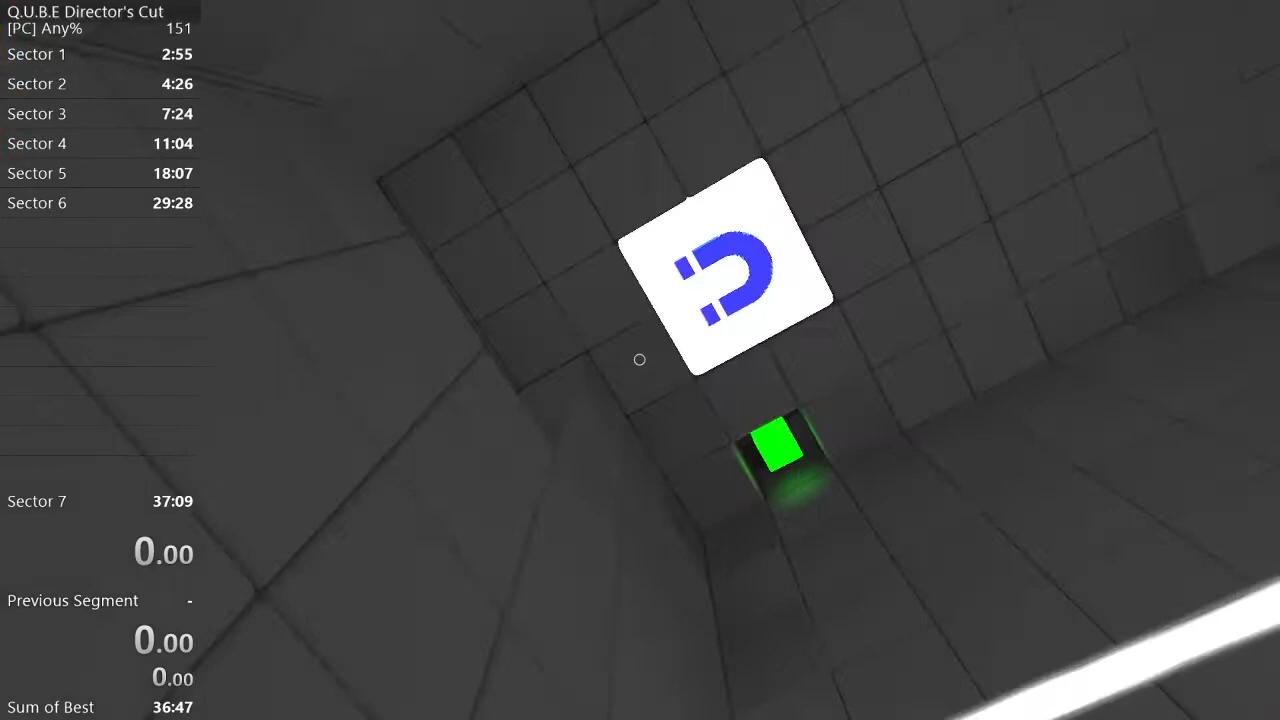 Q.U.B.E Director's Cut
[PC] Any% 151
Sector 1 2:55
Sector 2 4:26
Sector 3 7:24
Sector 4 11:04
Sector 5 18:07
Sector 6 29:28
Sector 7 37:09
0.00
Previous Segment -
0.00
0.00
Sum of Best 36:47